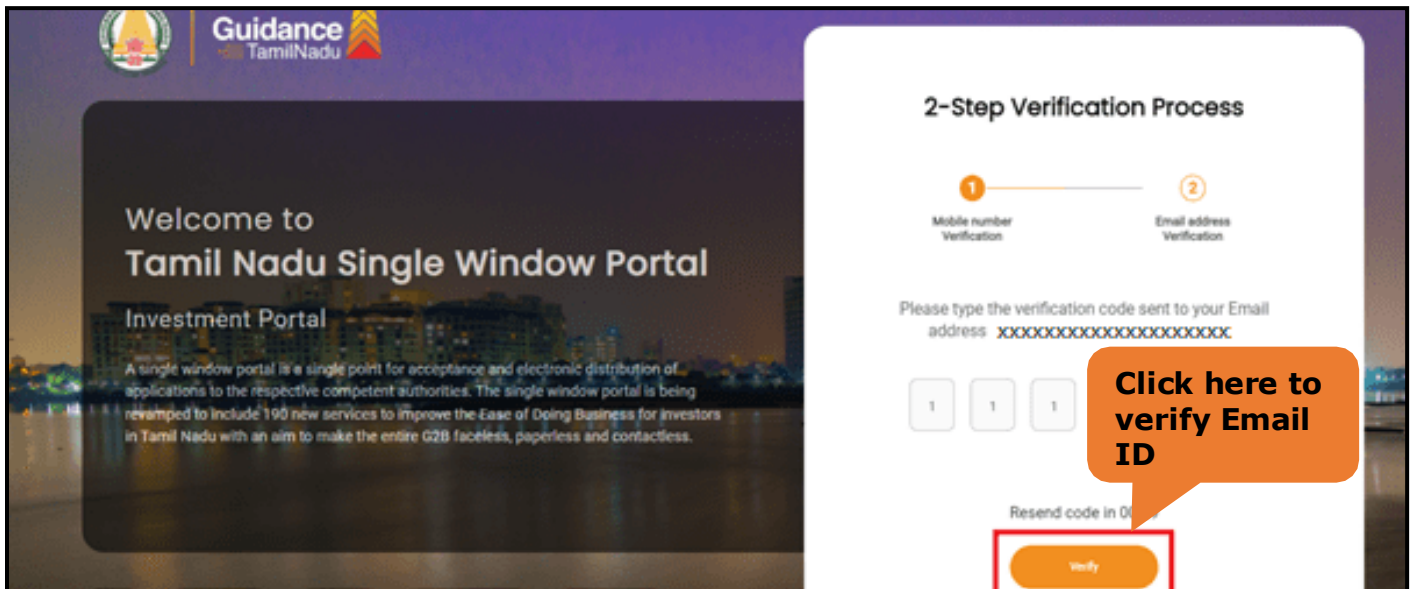 Guidance
TamilNadu
Welcome to
Tamil Nadu Single Window Portal
Investment Portal
A single window portal is a single point for acceptance and electronic distribution of
applications to the respective competent authorities. The single window portal is being
revamped to include 190 new services to improve the Ease of Doing Business for investors
in Tamil Nadu with an aim to make the entire G2B faceless, paperless and contactless.
2-Step Verification Process
1
2
Mobile number
Verification
Email address
Verification
Please type the verification code sent to your Email
address XXXXXXXXXXXXXXXXXXXXX
1 1 1
Click here to
verify Email
ID
Resend code in
Verify